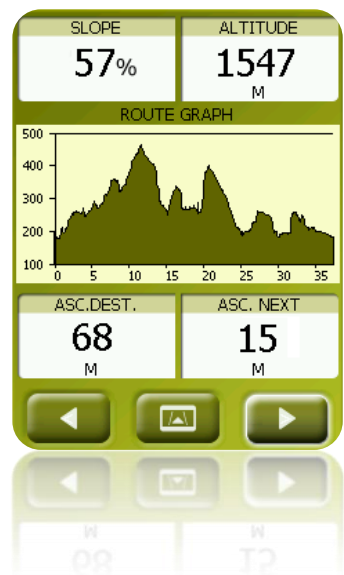 SLOPE ALTITUDE
57% 1547
M
ROUTE GRAPH
500
400
300
200
100
0 5 10 15 20 25 30 35
ASC.DEST. ASC. NEXT
68 15
M M